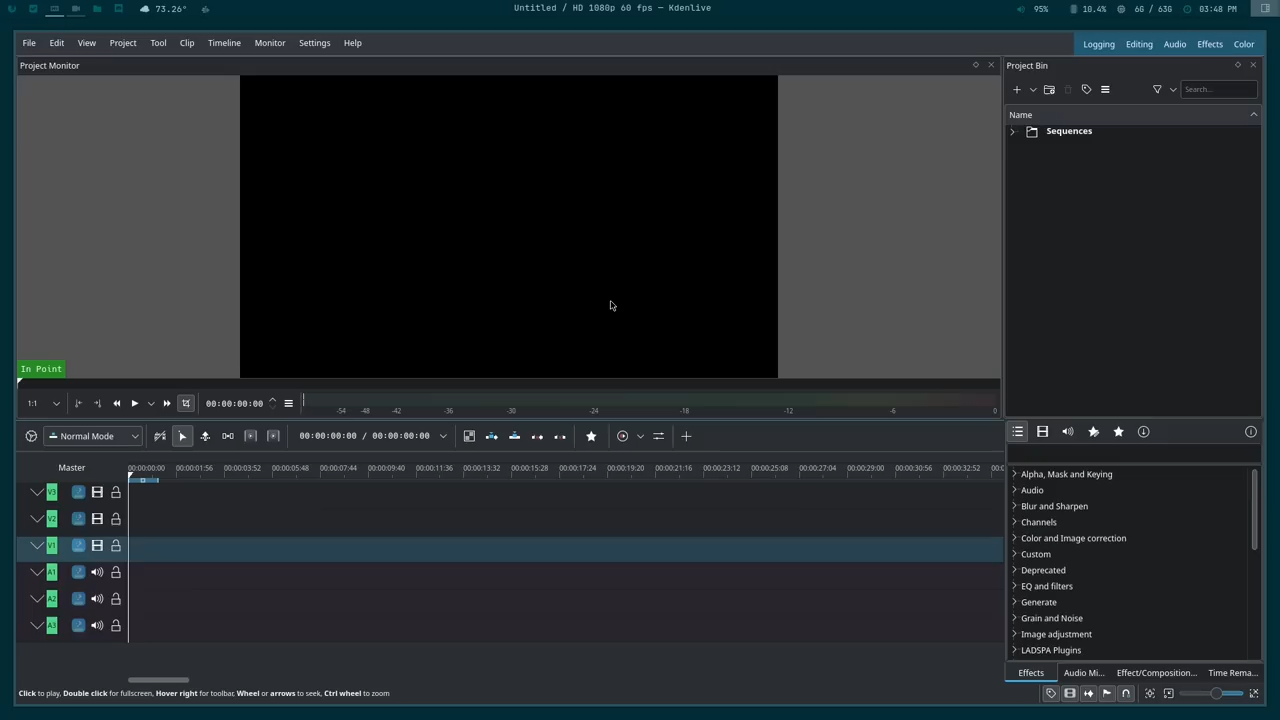 73.26°
Untitled / HD 1080p 60 fps — Kdenlive
95%
10.4%
6G / 63G
03:48 PM
File Edit View Project Tool Clip Timeline Monitor Settings Help
Logging Editing Audio Effects Color
Project Monitor
Project Bin
Search...
Name
Sequences
In Point
1:1
00:00:00:00
-54 -48 -42 -36 -30 -24 -18 -12 -6 0
Normal Mode
00:00:00:00 / 00:00:00:00
Master
00:00:00:00 00:00:01:56 00:00:03:52 00:00:05:48 00:00:07:44 00:00:09:40 00:00:11:36 00:00:13:32 00:00:15:28 00:00:17:24 00:00:19:20 00:00:21:16 00:00:23:12 00:00:25:08 00:00:27:04 00:00:29:00 00:00:30:56 00:00:32:52
V3
V2
V1
A1
A2
A3
Alpha, Mask and Keying
Audio
Blur and Sharpen
Channels
Color and Image correction
Custom
Deprecated
EQ and filters
Generate
Grain and Noise
Image adjustment
LADSPA Plugins
Effects Audio Mi... Effect/Composition... Time Rema...
Click to play, Double click for fullscreen, Hover right for toolbar, Wheel or arrows to seek, Ctrl wheel to zoom